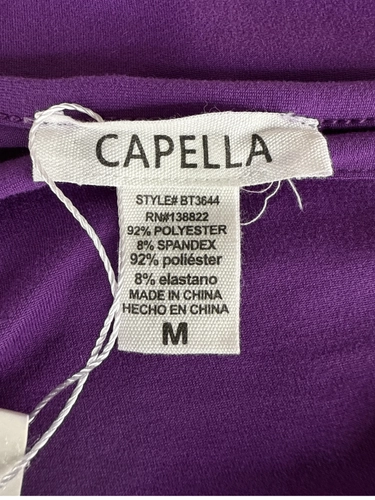 CAPELLA
STYLE# BT3644
RN#138822
92% POLYESTER
8% SPANDEX
92% poliéster
8% elastano
MADE IN CHINA
HECHO EN CHINA
M